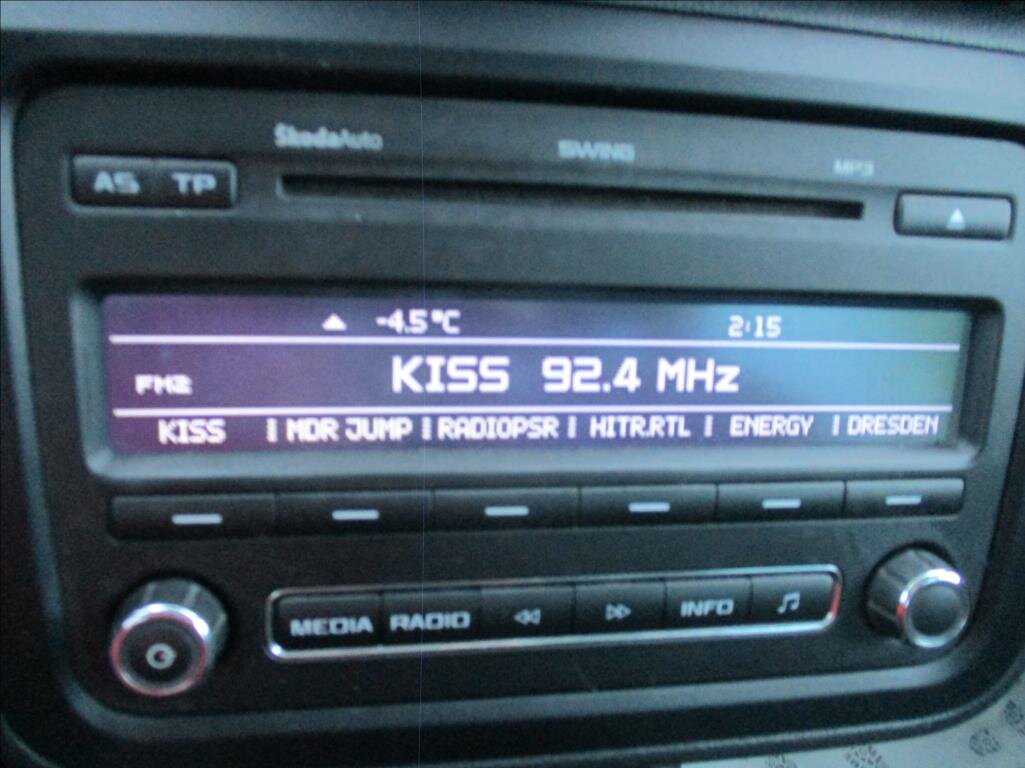 ŠkodaAuto SWING MP3
AS TP
-4.5°C 2:15
FM2 KISS 92.4 MHz
KISS MDR JUMP RADIOPSR HITR.RTL ENERGY DRESDEN
MEDIA RADIO INFO